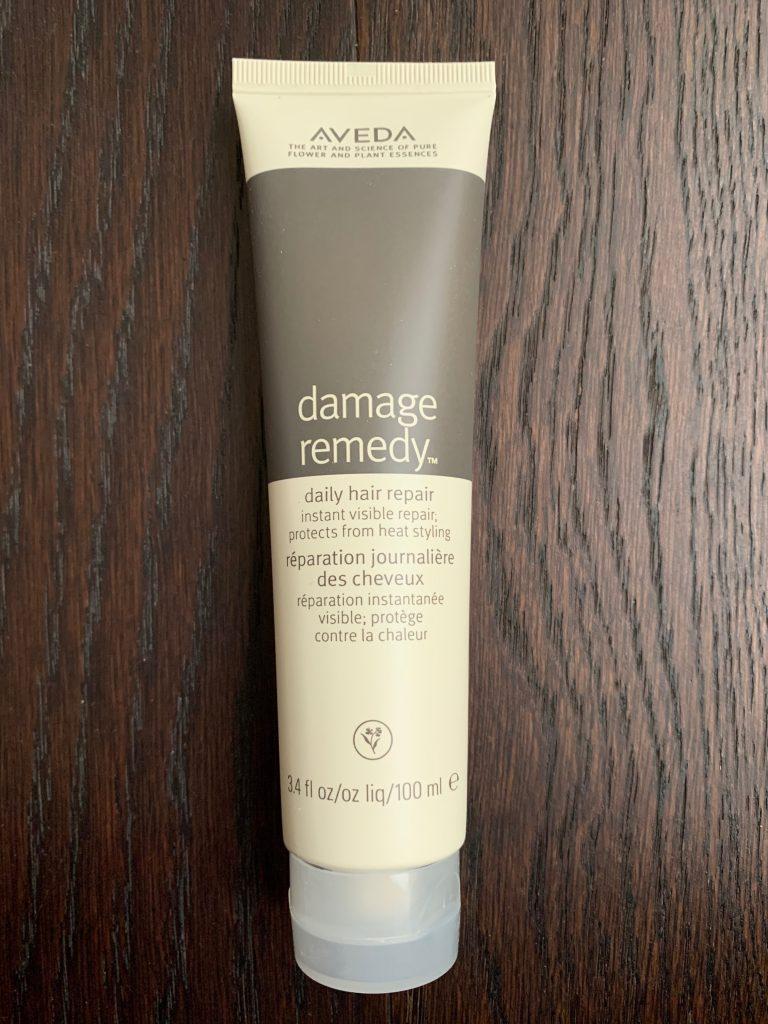 AVEDA
THE ART AND SCIENCE OF PURE
FLOWER AND PLANT ESSENCES
damage
remedy™
daily hair repair
instant visible repair;
protects from heat styling
réparation journalière
des cheveux
réparation instantanée
visible; protège
contre la chaleur
3.4 fl oz/oz liq/100 ml ℮